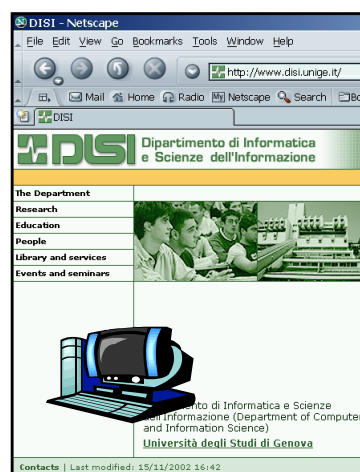 DISI - Netscape
File Edit View Go Bookmarks Tools Window Help
http://www.disi.unige.it/
Mail Home Radio My Netscape Search
DISI
DISI Dipartimento di Informatica
e Scienze dell'Informazione
The Department
Research
Education
People
Library and services
Events and seminars
di Informatica e Scienze
dell'Informazione (Department of Computer
and Information Science)
Università degli Studi di Genova
Contacts | Last modified: 15/11/2002 16:42